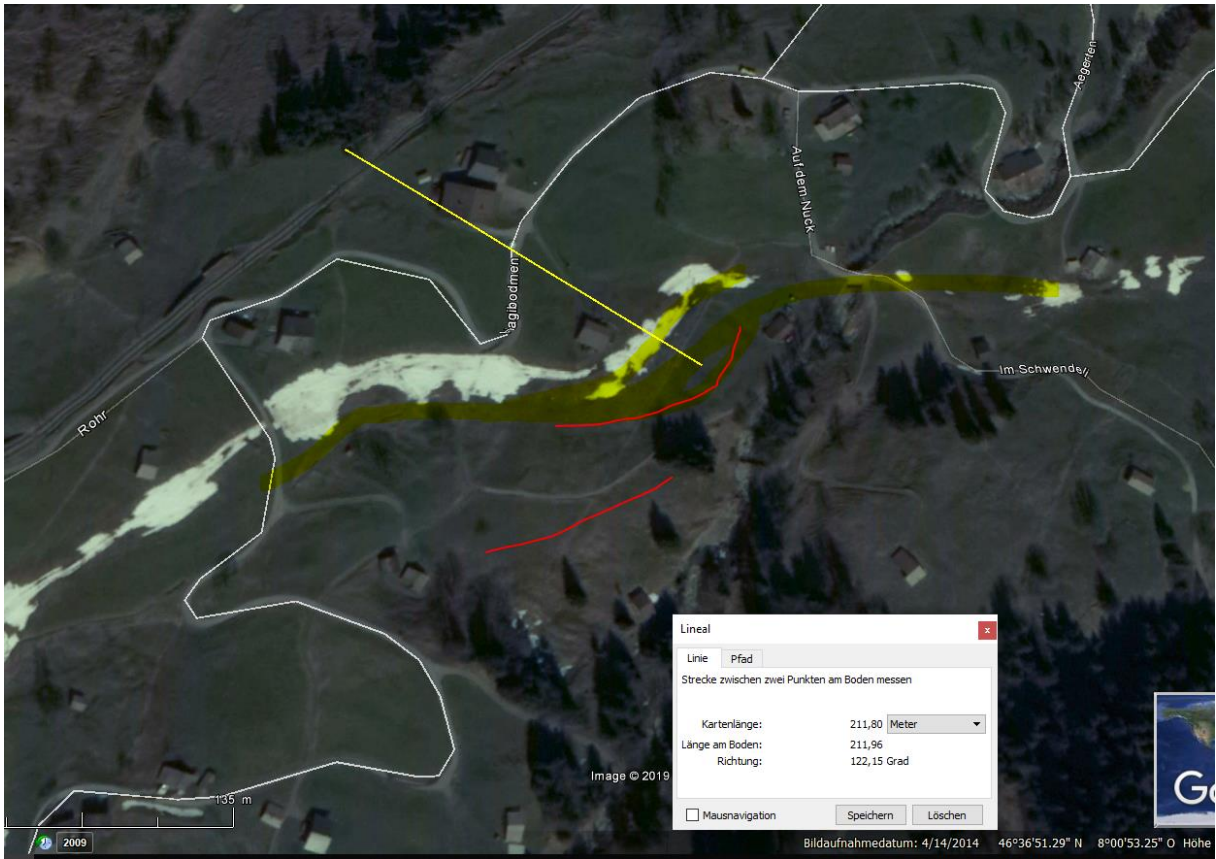 Aegerten
Auf dem Nuck
Hagibodmen
Im Schwendeli
Rohr
Lineal
x
Linie
Pfad
Strecke zwischen zwei Punkten am Boden messen
Kartenlänge: 211,80 Meter
Länge am Boden: 211,96
Richtung: 122,15 Grad
Mausnavigation Speichern Löschen
Image © 2019
135 m
Go
2009
Bildaufnahmedatum: 4/14/2014 46°36'51.29" N 8°00'53.25" O Höhe